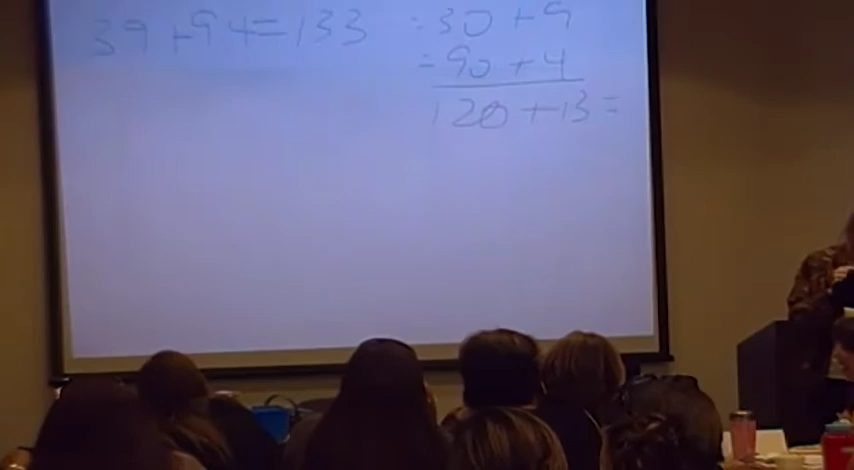 39 +94=133
=30 +9
=90 +4
120 +13=